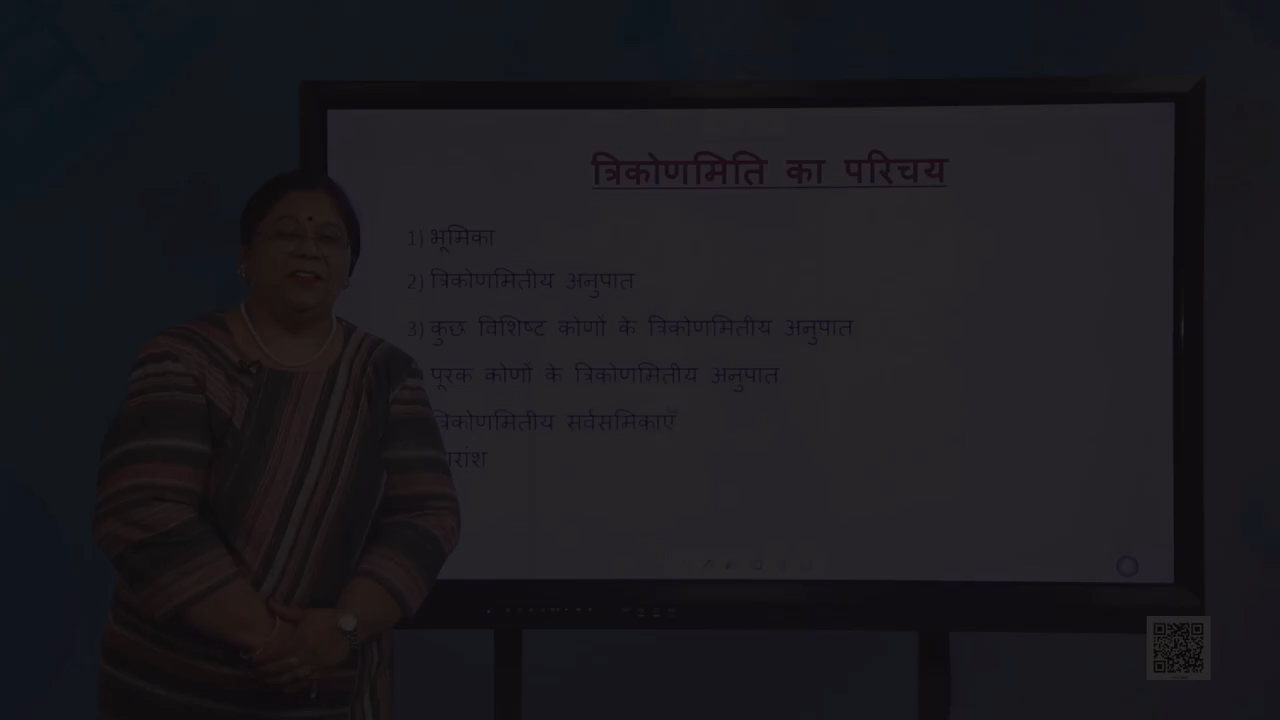 त्रिकोणमिति का परिचय
1) भूमिका
2) त्रिकोणमितीय अनुपात
3) कुछ विशिष्ट कोणों के त्रिकोणमितीय अनुपात
पूरक कोणों के त्रिकोणमितीय अनुपात
त्रिकोणमितीय सर्वसमिकाएँ